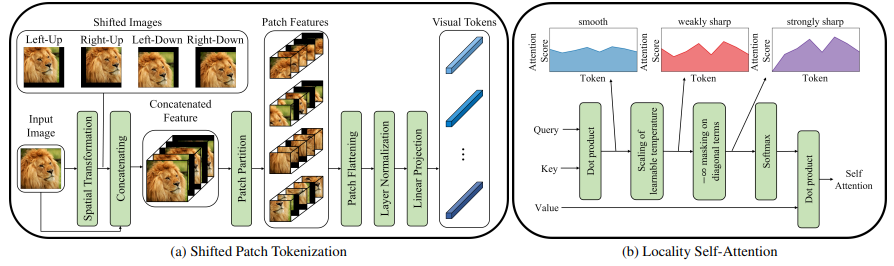 Shifted Images
Left-Up Right-Up Left-Down Right-Down
Input
Image
Spatial Transformation
Concatenating
Concatenated
Feature
Patch Partition
Patch Features
Patch Flattening
Layer Normalization
Linear Projection
Visual Tokens
(a) Shifted Patch Tokenization
smooth
Attention
Score
Token
weakly sharp
Attention
Score
Token
strongly sharp
Attention
Score
Token
Query
Key
Value
Dot product
Scaling of
learnable temperature
−∞ masking on
diagonal terms
Softmax
Dot product
Self
Attention
(b) Locality Self-Attention